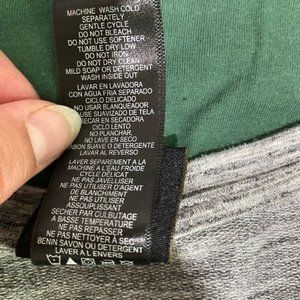 MACHINE WASH COLD
SEPARATELY
GENTLE CYCLE
DO NOT BLEACH
DO NOT USE SOFTENER
TUMBLE DRY LOW
DO NOT IRON
DO NOT DRY CLEAN
MILD SOAP OR DETERGENT
WASH INSIDE OUT
LAVAR EN LAVADORA
CON AGUA FRIA SEPARADO
CICLO DELICADO
NO USAR BLANQUEADOR
NO USE SUAVIZANTE DE TELA
SECAR EN SECADORA
CICLO LENTO
NO PLANCHAR.
NO LAVAR EN SECO
SUAVE O DETERGENTE
LAVAR AL REVERSO
LAVER SEPAREMENT A LA
MACHINE A L'EAU FROIDE
CYCLE DÉLICAT
NE PAS JAVELLISER
NE PAS UTILISER D'AGENT
DE BLANCHIMENT
NE PAS UTILISER
ASSOUPLISSANT
SECHER PAR CULBUTAGE
A BASSE TEMPERATURE
NE PAS REPASSER
NE PAS NETTOYER À SEC
BENIN SAVON OU DETERGENT
LAVER A L'ENVERS